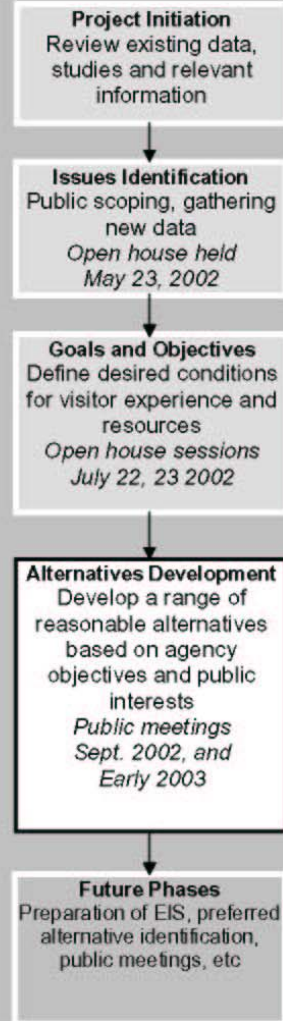 Project Initiation
Review existing data,
studies and relevant
information
Issues Identification
Public scoping, gathering
new data
Open house held
May 23, 2002
Goals and Objectives
Define desired conditions
for visitor experience and
resources
Open house sessions
July 22, 23 2002
Alternatives Development
Develop a range of
reasonable alternatives
based on agency
objectives and public
interests
Public meetings
Sept. 2002, and
Early 2003
Future Phases
Preparation of EIS, preferred
alternative identification,
public meetings, etc